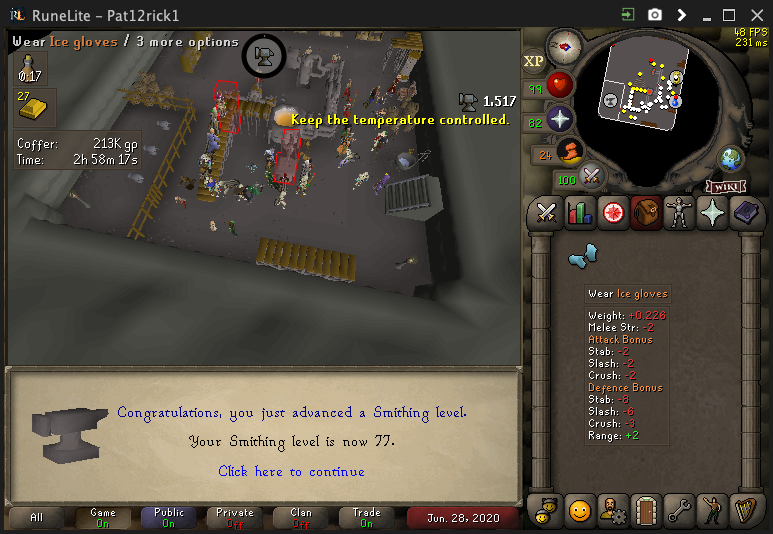 RuneLite - Pat12rick1
Wear Ice gloves / 3 more options
48 FPS
231 ms
XP
0:17
99
27
1,517
Keep the temperature controlled.
82
Coffer: 213K gp
Time: 2h 58m 17s
24
100
WIKI
Wear Ice gloves
Weight: +0.226
Melee Str: -2
Attack Bonus
Stab: -2
Slash: -2
Crush: -2
Defence Bonus
Stab: -8
Slash: -6
Crush: -3
Range: +2
Congratulations, you just advanced a Smithing level.
Your Smithing level is now 77.
Click here to continue
All
Game
On
Public
On
Private
Off
Clan
Off
Trade
On
Jun. 28, 2020